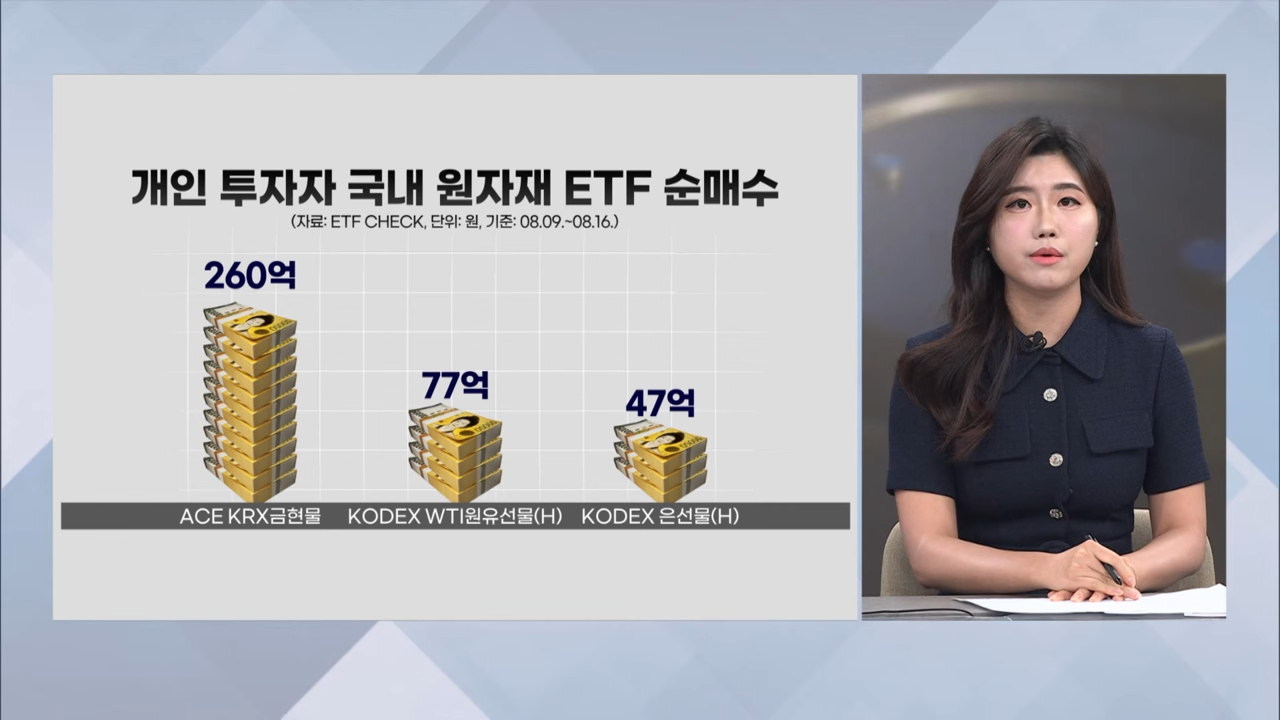 개인 투자자 국내 원자재 ETF 순매수
(자료: ETF CHECK, 단위: 원, 기준: 08.09.~08.16.)
260억
77억
47억
ACE KRX금현물 KODEX WTI원유선물(H) KODEX 은선물(H)